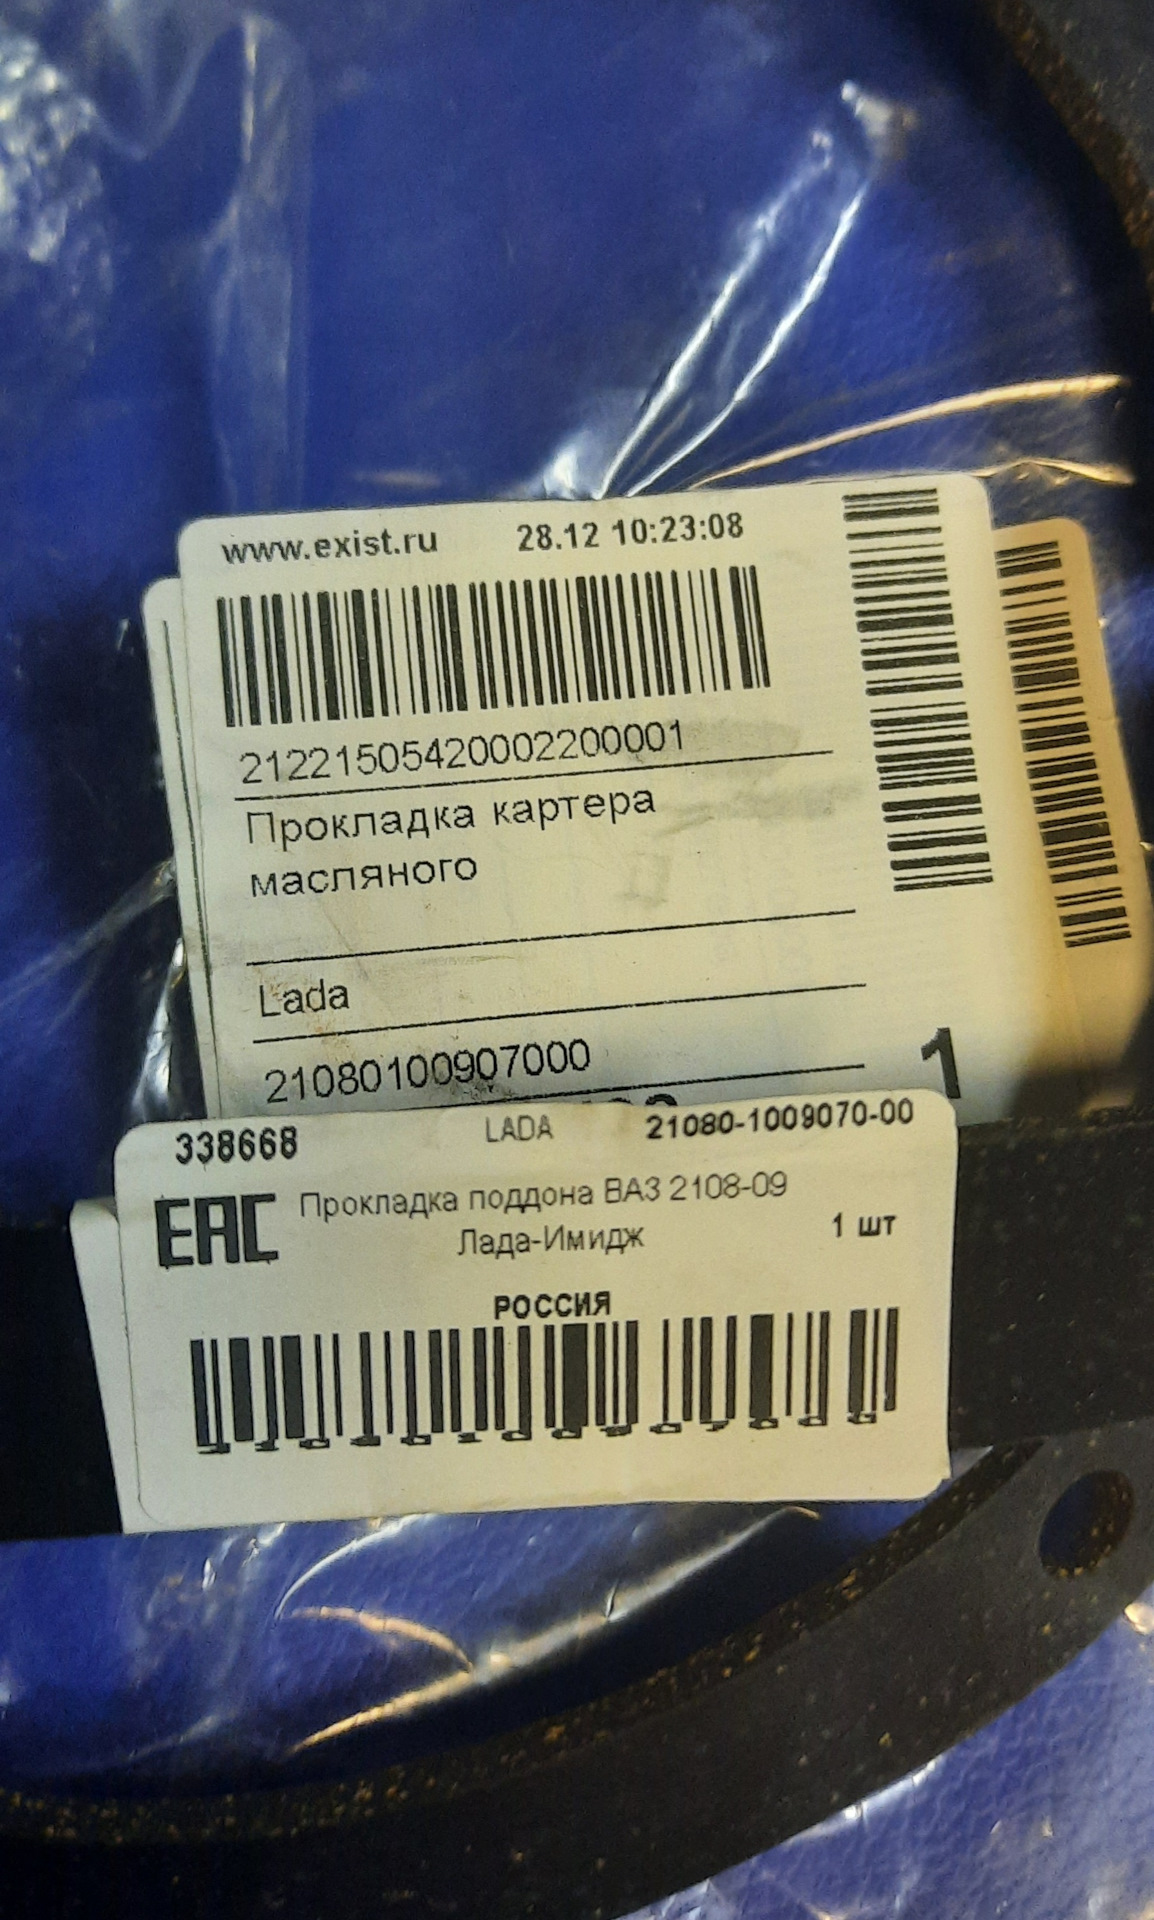 www.exist.ru 28.12 10:23:08
21221505420002200001
Прокладка картера
масляного
Lada
21080100907000
1
338668 LADA 21080-1009070-00
EAC Прокладка поддона ВАЗ 2108-09
Лада-Имидж 1 шт
РОССИЯ